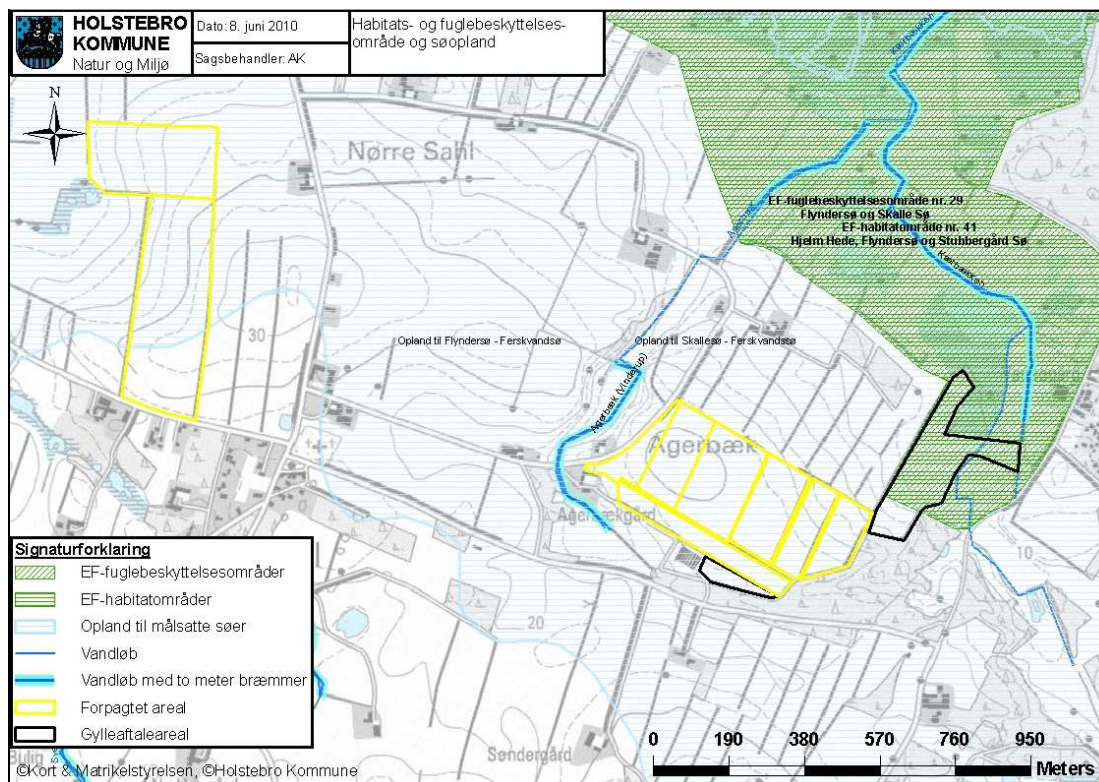 HOLSTEBRO
KOMMUNE
Natur og Miljø
Dato: 8. juni 2010
Sagsbehandler: AK
Habitats- og fuglebeskyttelses-
område og søopland
N
Nørre Sahl
EF-fuglebeskyttelsesområde nr. 29
Flyndersø og Skalle Sø
EF-habitatområde nr. 41
Hjelm Hede, Flyndersø og Stubbergård Sø
30
Opland til Flyndersø - Ferskvandsø
Opland til Skallesø - Ferskvandssø
Agerbæk (Vinderup)
Agerbæk
Agerbækgård
10
20
Signaturforklaring
EF-fuglebeskyttelsesområder
EF-habitatområder
Opland til målsatte søer
Vandløb
Vandløb med to meter bræmmer
Forpagtet areal
Gylleaftaleareal
Søndergård
0 190 380 570 760 950
Meters
©Kort & Matrikelstyrelsen, ©Holstebro Kommune